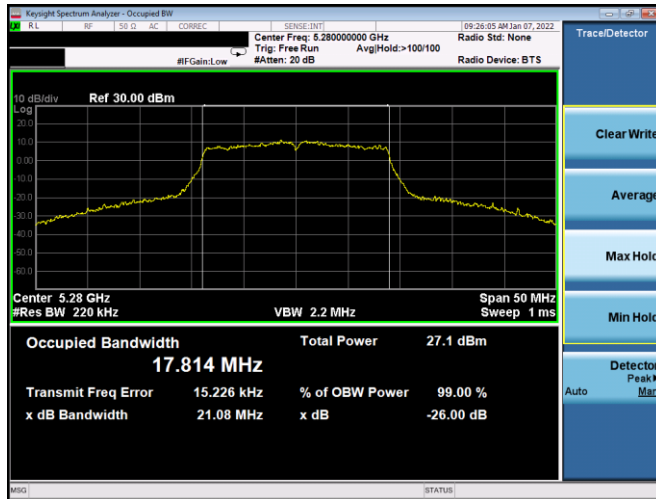 Keysight Spectrum Analyzer - Occupied BW
RL RF 50 Ω AC CORREC SENSE:INT 09:26:05 AM Jan 07, 2022
Center Freq: 5.280000000 GHz Radio Std: None
Trig: Free Run Avg|Hold:>100/100
#IFGain:Low #Atten: 20 dB Radio Device: BTS
10 dB/div Ref 30.00 dBm
Log
20.0
10.0
0.00
-10.0
-20.0
-30.0
-40.0
-50.0
-60.0
Center 5.28 GHz Span 50 MHz
#Res BW 220 kHz VBW 2.2 MHz Sweep 1 ms
Occupied Bandwidth Total Power 27.1 dBm
17.814 MHz
Transmit Freq Error 15.226 kHz % of OBW Power 99.00 %
x dB Bandwidth 21.08 MHz x dB -26.00 dB
MSG STATUS
Trace/Detector
Clear Write
Average
Max Hold
Min Hold
Detector
Peak
Auto Man